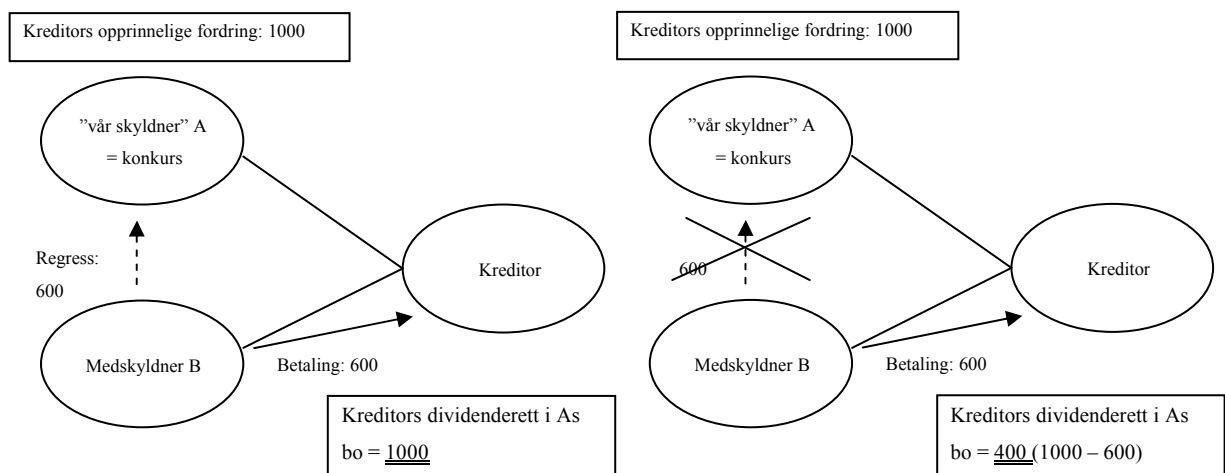 Kreditors opprinnelige fordring: 1000
”vår skyldner” A
= konkurs
Regress:
600
Kreditor
Medskyldner B
Betaling: 600
Kreditors dividenderett i As
bo = 1000
Kreditors opprinnelige fordring: 1000
”vår skyldner” A
= konkurs
600
Kreditor
Medskyldner B
Betaling: 600
Kreditors dividenderett i As
bo = 400 (1000 – 600)